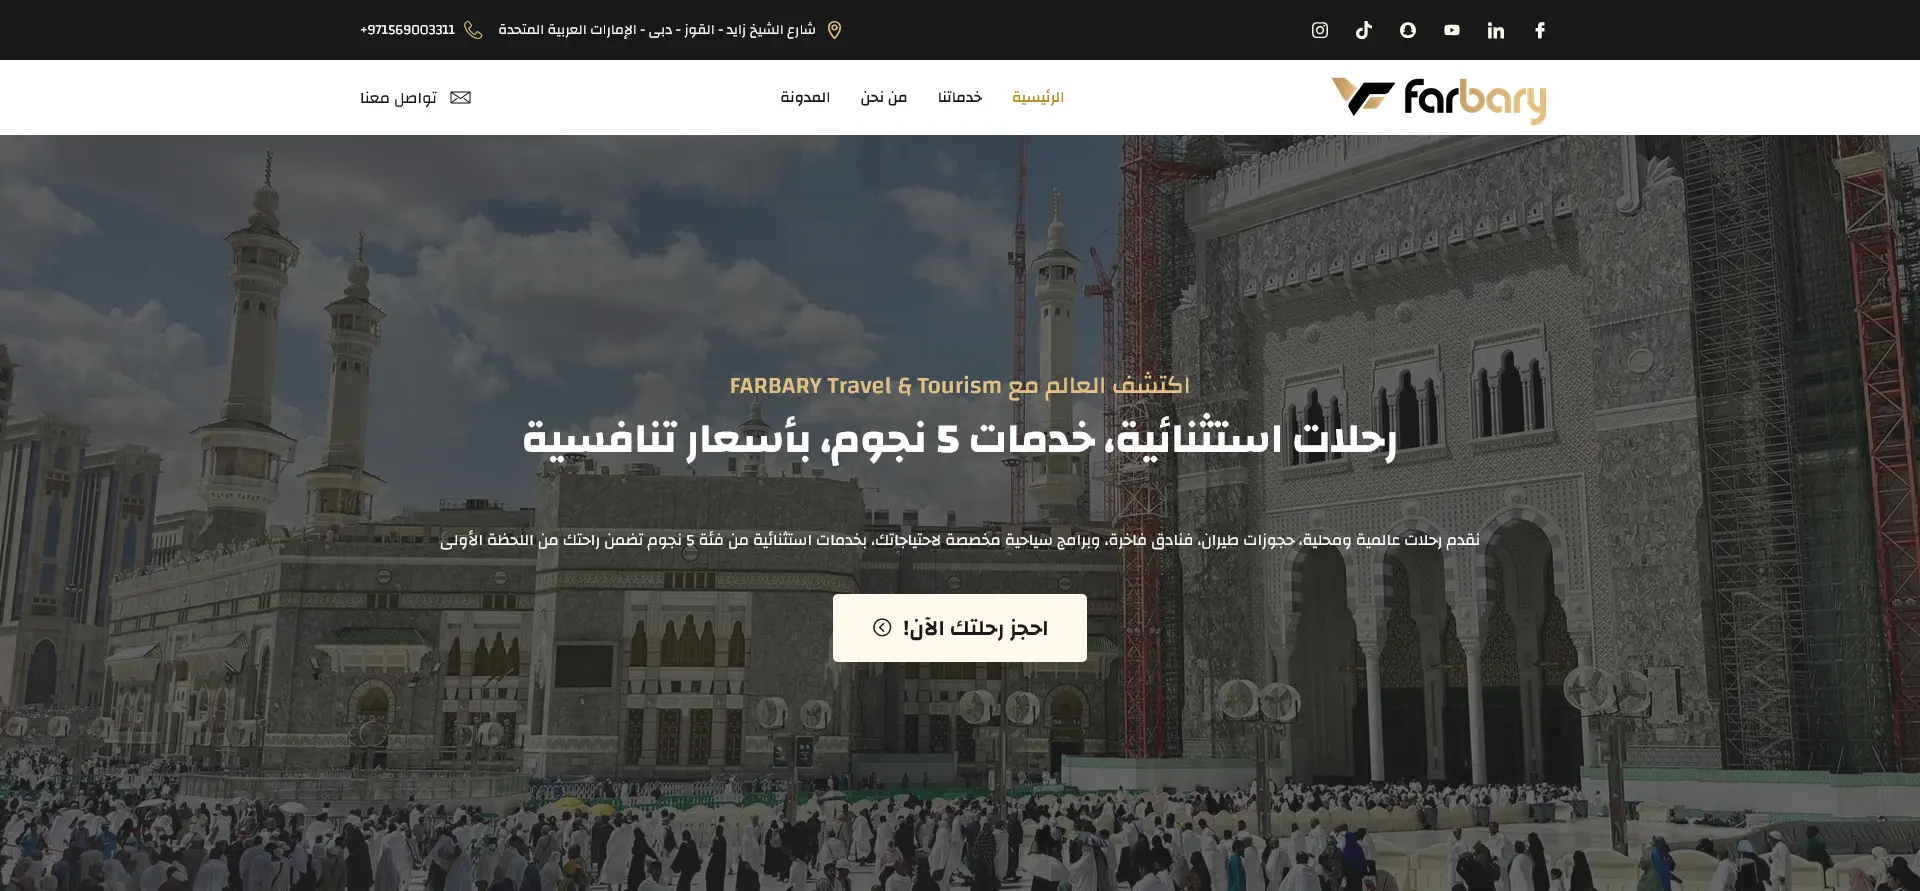 شارع الشيخ زايد - القوز - دبى - الإمارات العربية المتحدة
+971569003311
farbary
الرئيسية
خدماتنا
من نحن
المدونة
تواصل معنا
اكتشف العالم مع FARBARY Travel & Tourism
رحلات استثنائية، خدمات 5 نجوم، بأسعار تنافسية
نقدم رحلات عالمية ومحلية، حجوزات طيران، فنادق فاخرة، وبرامج سياحية مخصصة لاحتياجاتك، بخدمات استثنائية من فئة 5 نجوم تضمن راحتك من اللحظة الأولى
احجز رحلتك الآن!